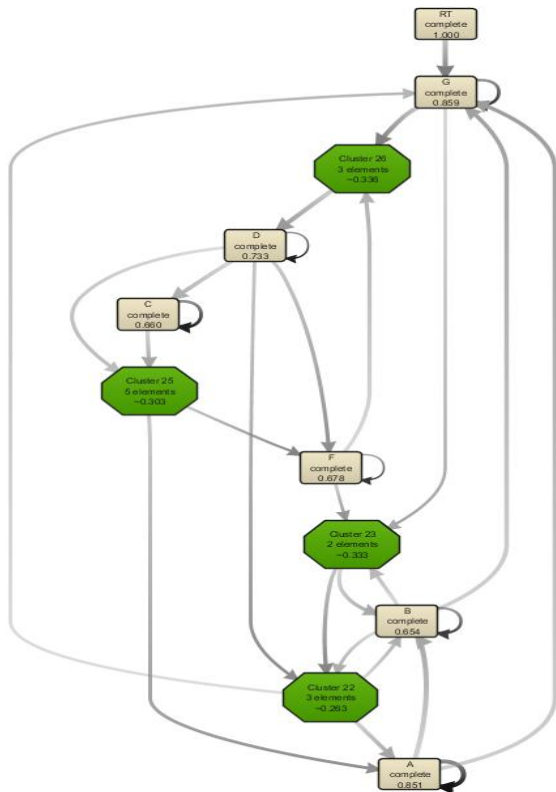 RT
complete
1.000
G
complete
0.859
Cluster 26
3 elements
~0.336
D
complete
0.733
C
complete
0.660
Cluster 25
5 elements
~0.303
F
complete
0.678
Cluster 23
2 elements
~0.333
B
complete
0.654
Cluster 22
3 elements
~0.263
A
complete
0.851